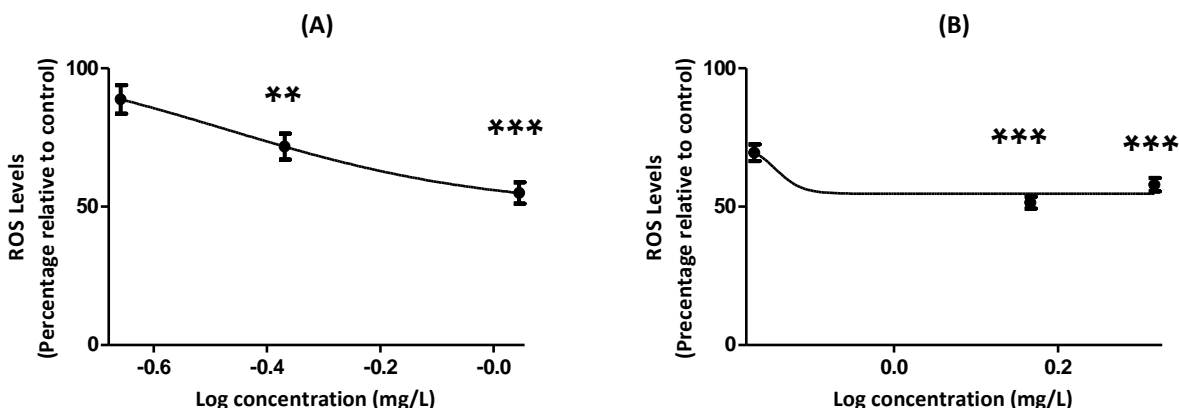 (A)
ROS Levels
(Percentage relative to control)
100
50
0
**
***
-0.6
-0.4
-0.2
-0.0
Log concentration (mg/L)
(B)
ROS Levels
(Precentage relative to control)
100
50
0
***
***
0.0
0.2
Log concentration (mg/L)